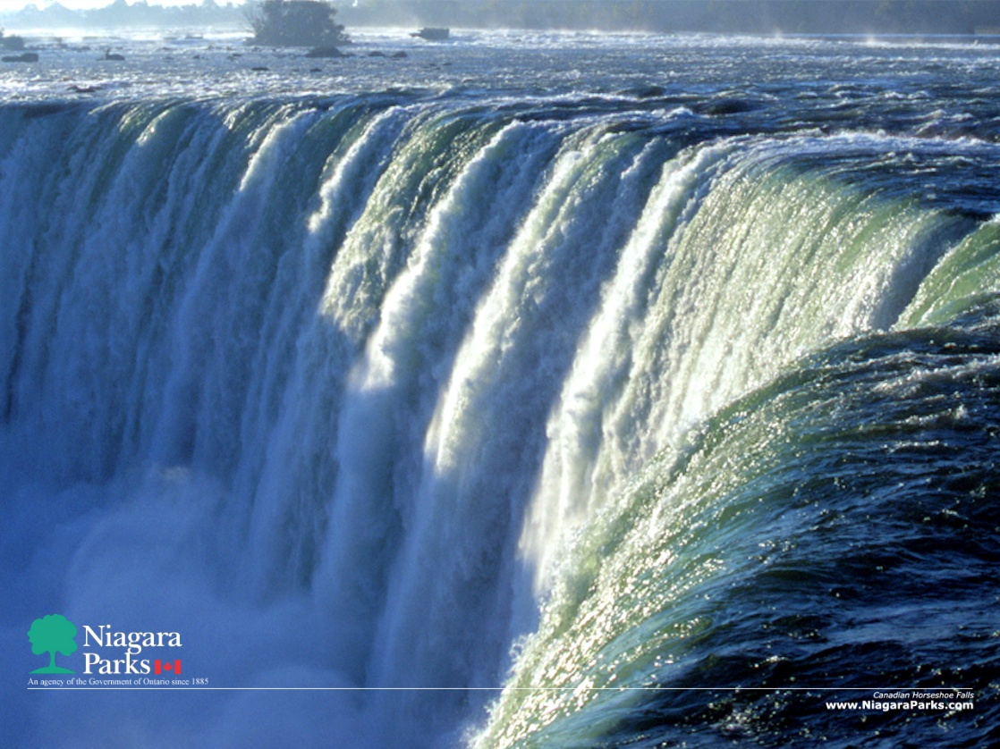 Niagara
Parks
An agency of the Government of Ontario since 1885
Canadian Horseshoe Falls
www.NiagaraParks.com